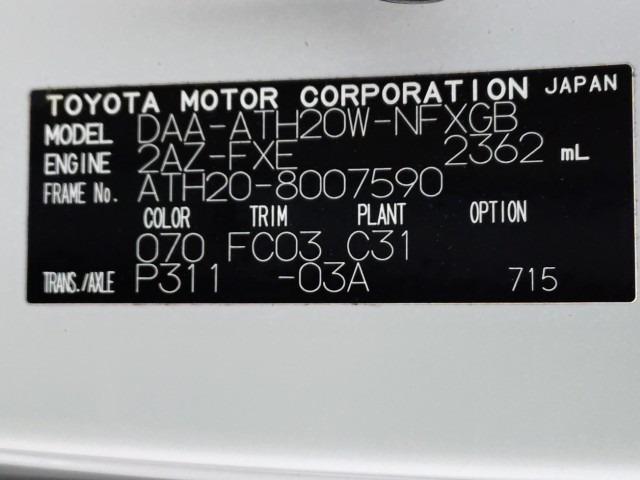 TOYOTA MOTOR CORPORATION JAPAN
MODEL DAA-ATH20W-NFXGB
ENGINE 2AZ-FXE 2362 mL
FRAME No. ATH20-8007590
COLOR TRIM PLANT OPTION
070 FC03 C31
TRANS./AXLE P311 -03A 715